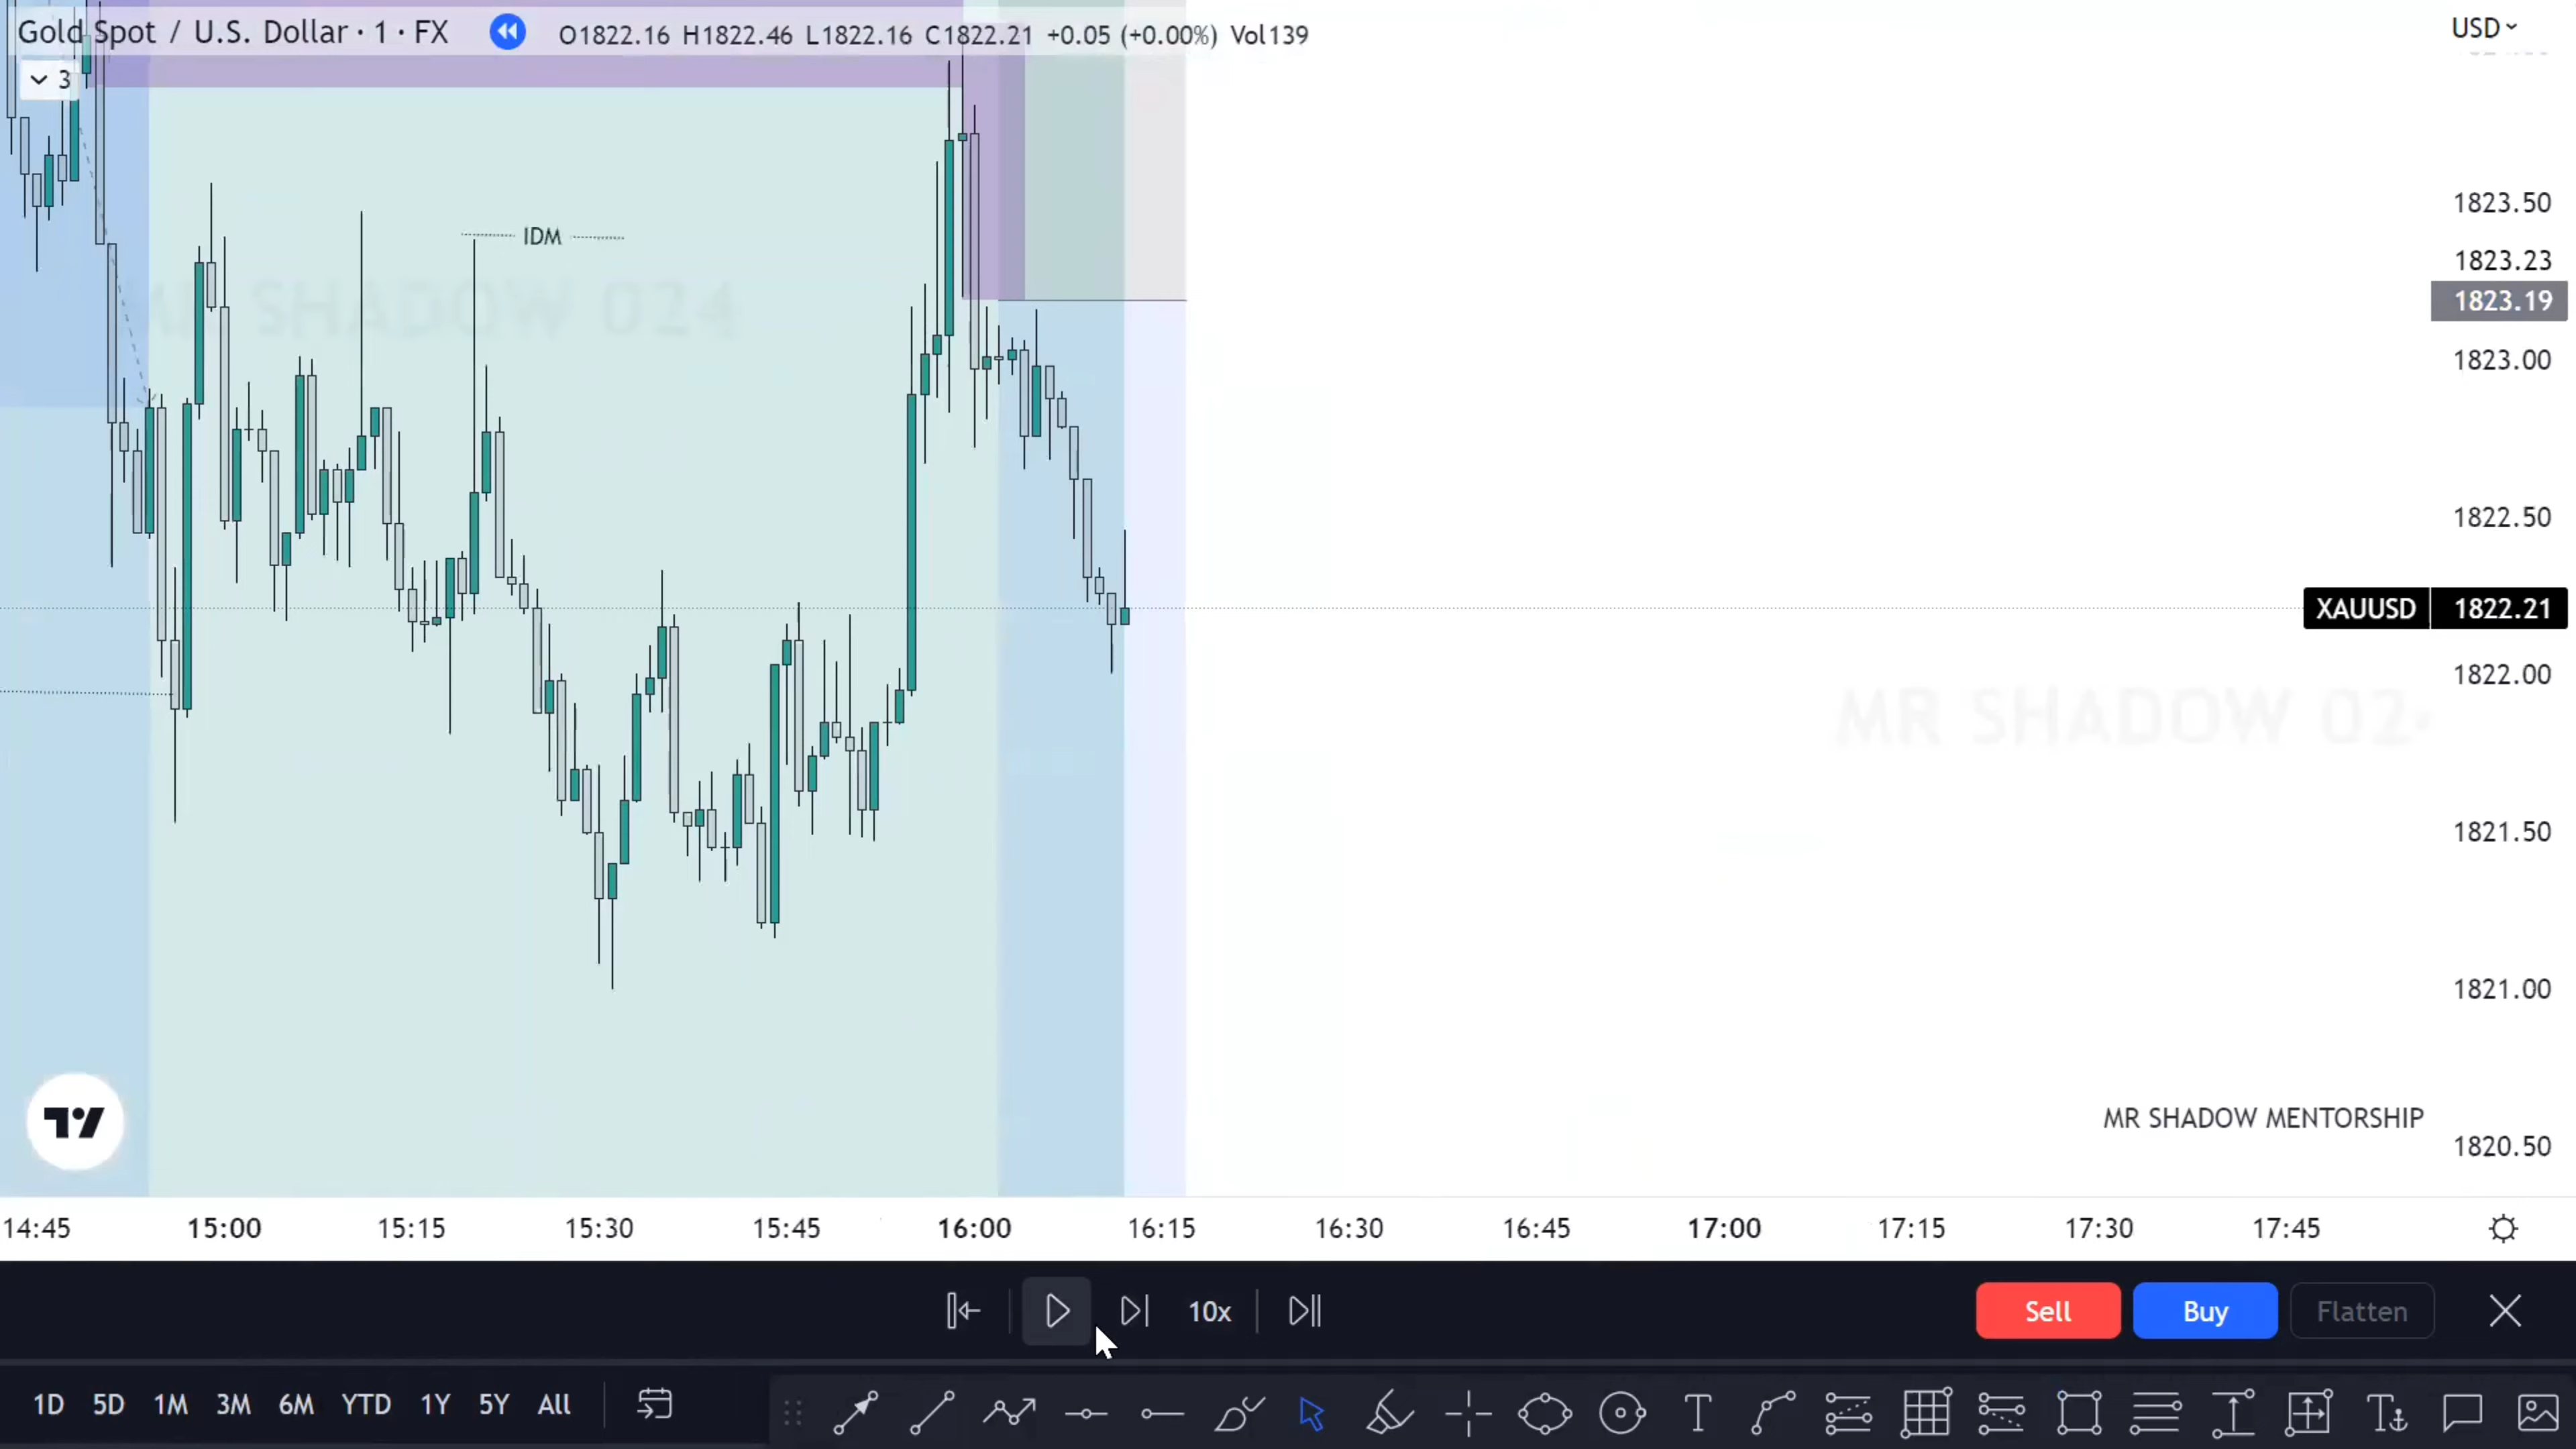 Gold Spot / U.S. Dollar · 1 · FX
O1822.16 H1822.46 L1822.16 C1822.21 +0.05 (+0.00%) Vol139
USD
3
1823.50
IDM
1823.23
MR SHADOW 024
1823.19
1823.00
1822.50
XAUUSD 1822.21
1822.00
MR SHADOW 02
1821.50
1821.00
MR SHADOW MENTORSHIP
1820.50
14:45 15:00 15:15 15:30 15:45 16:00 16:15 16:30 16:45 17:00 17:15 17:30 17:45
10x
Sell Buy Flatten
1D 5D 1M 3M 6M YTD 1Y 5Y All